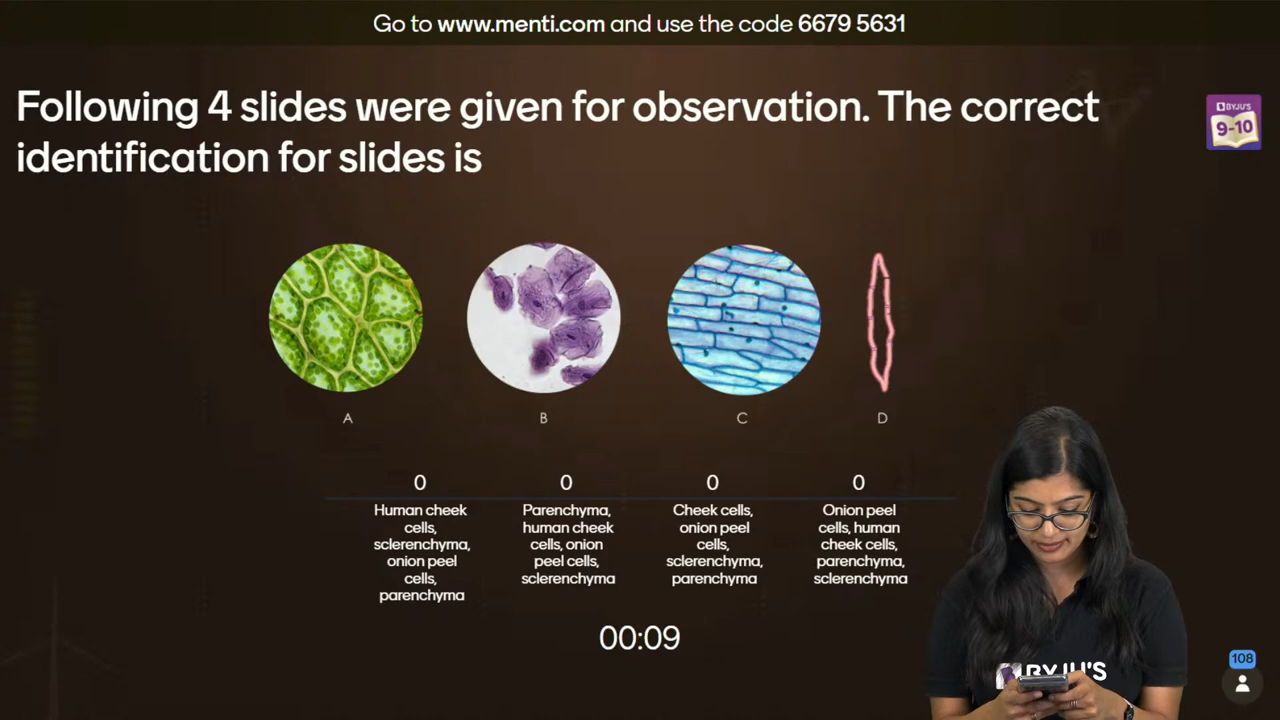 Go to www.menti.com and use the code 6679 5631
Following 4 slides were given for observation. The correct
identification for slides is
BYJU'S
9-10
A
B
C
D
0
0
0
0
Human cheek
cells,
sclerenchyma,
onion peel
cells,
parenchyma
Parenchyma,
human cheek
cells, onion
peel cells,
sclerenchyma
Cheek cells,
onion peel
cells,
sclerenchyma,
parenchyma
Onion peel
cells, human
cheek cells,
parenchyma,
sclerenchyma
00:09
BYJU'S
108